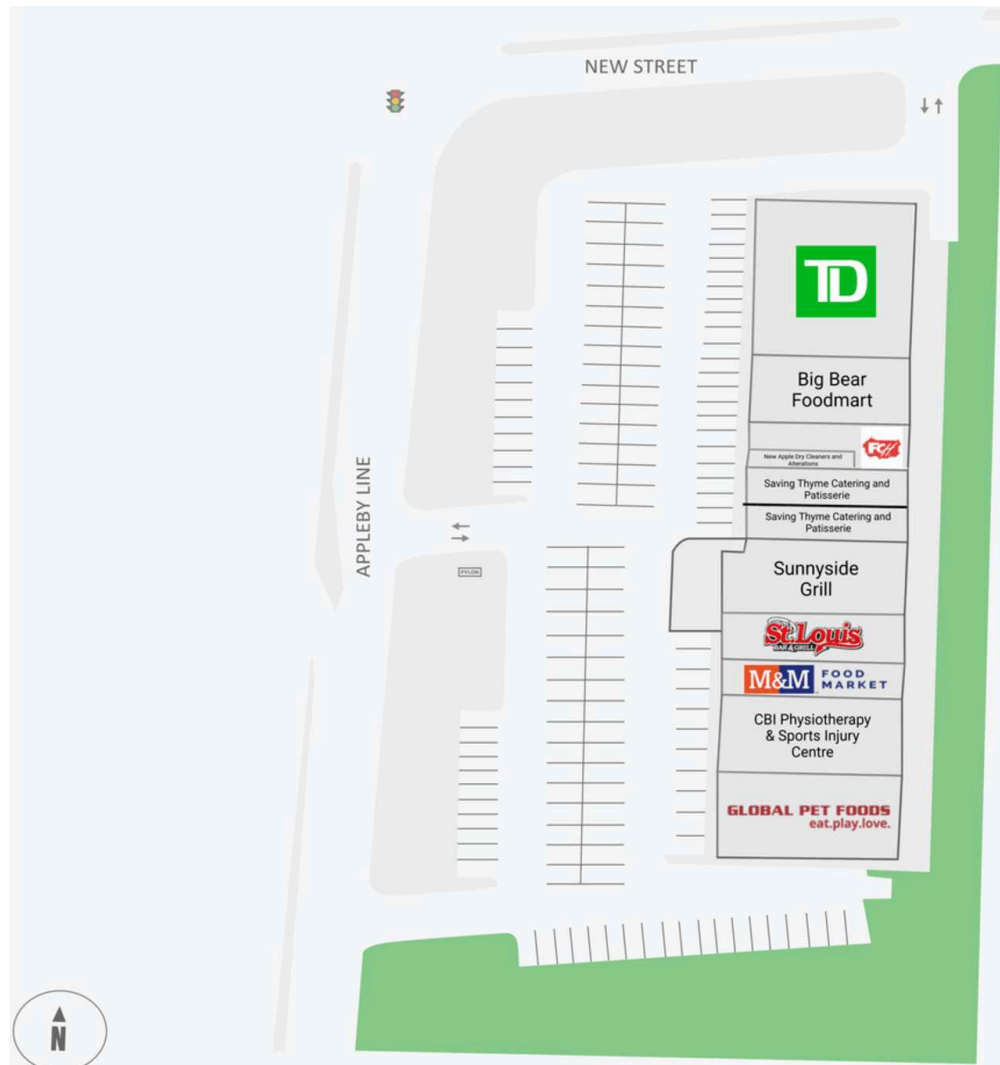 NEW STREET
TD
Big Bear
Foodmart
FCH
New Apple Dry Cleaners and
Alterations
Saving Thyme Catering and
Patisserie
Saving Thyme Catering and
Patisserie
APPLEBY LINE
PYLON
Sunnyside
Grill
St. Louis
BAR & GRILL
M&M FOOD
MARKET
CBI Physiotherapy
& Sports Injury
Centre
GLOBAL PET FOODS
eat.play.love.
N